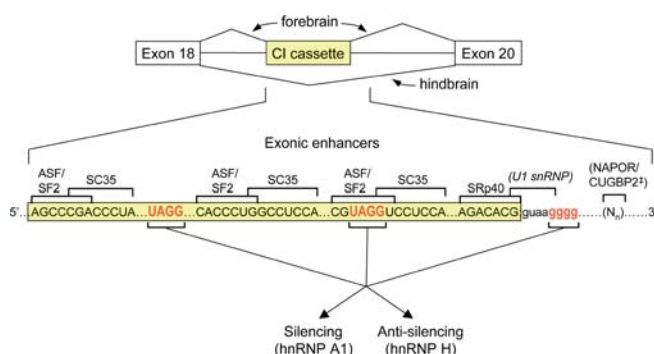 forebrain
Exon 18 CI cassette Exon 20
hindbrain
Exonic enhancers
ASF/ SF2 SC35 ASF/ SF2 SC35 ASF/ SF2 SC35 SRp40 (U1 snRNP) (NAPOR/ CUGBP2‡)
5'...AGCCCGACCCUA...UAGG...CACCCUGGCCUCCA...CGUAGGUCCUCCA...AGACACGguaagggg......(Nn)......3'
Silencing Anti-silencing
(hnRNP A1) (hnRNP H)